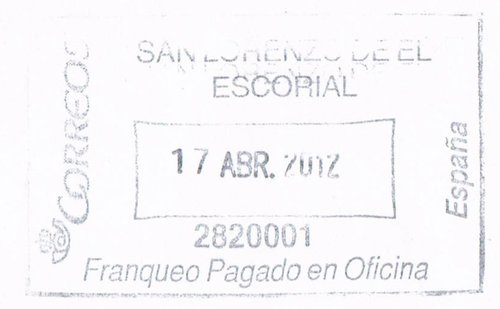 SAN LORENZO DE EL
ESCORIAL
CORREOS
17 ABR. 2012
España
2820001
Franqueo Pagado en Oficina